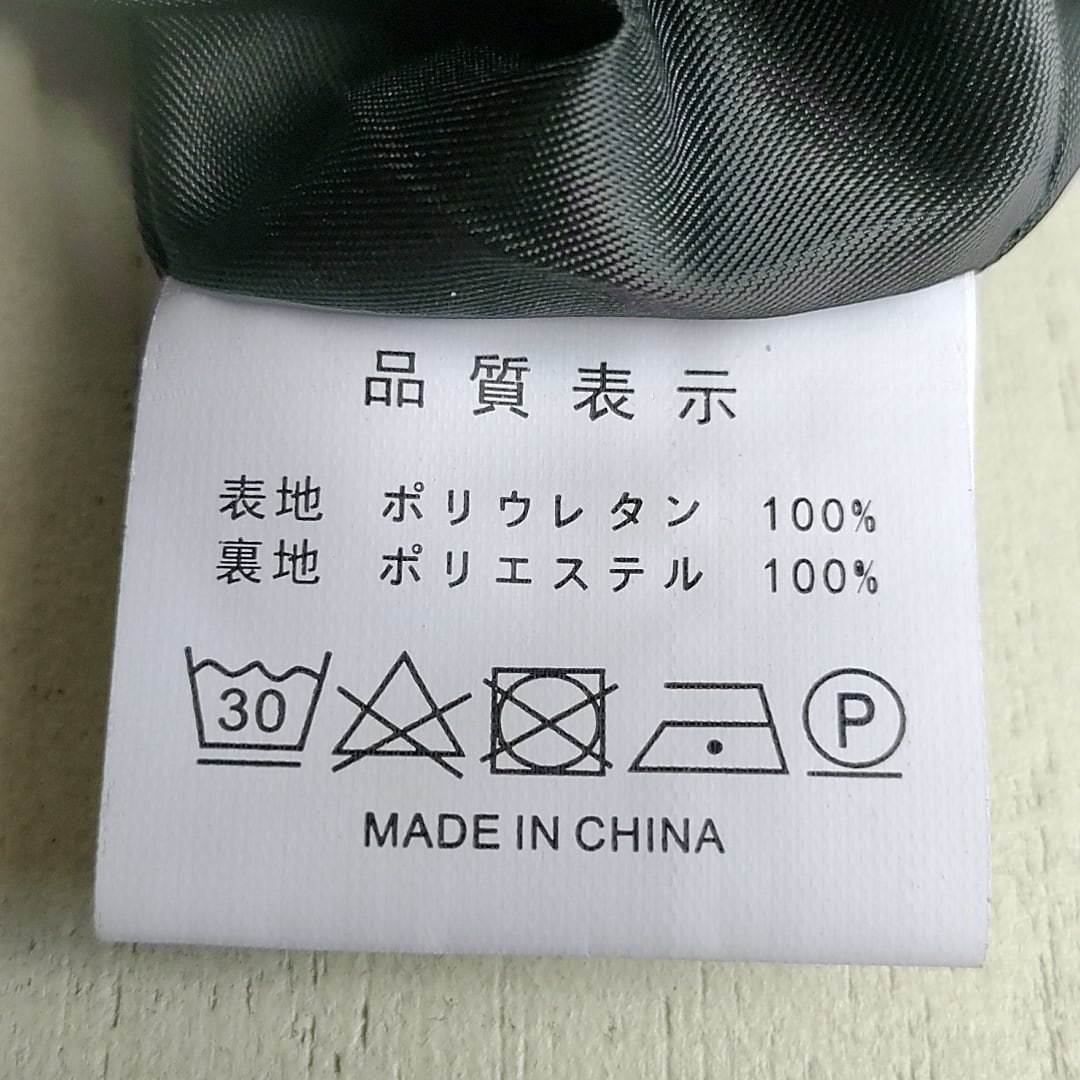 品質表示
表地 ポリウレタン 100%
裏地 ポリエステル 100%
30 P
MADE IN CHINA